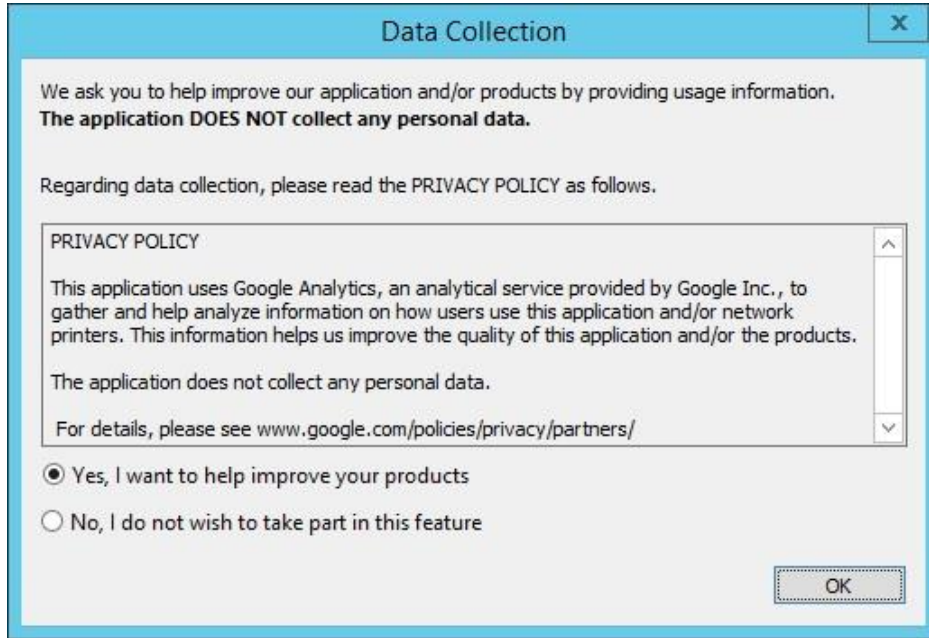 Data Collection
x
We ask you to help improve our application and/or products by providing usage information.
The application DOES NOT collect any personal data.
Regarding data collection, please read the PRIVACY POLICY as follows.
PRIVACY POLICY
This application uses Google Analytics, an analytical service provided by Google Inc., to
gather and help analyze information on how users use this application and/or network
printers. This information helps us improve the quality of this application and/or the products.
The application does not collect any personal data.
For details, please see www.google.com/policies/privacy/partners/
Yes, I want to help improve your products
No, I do not wish to take part in this feature
OK